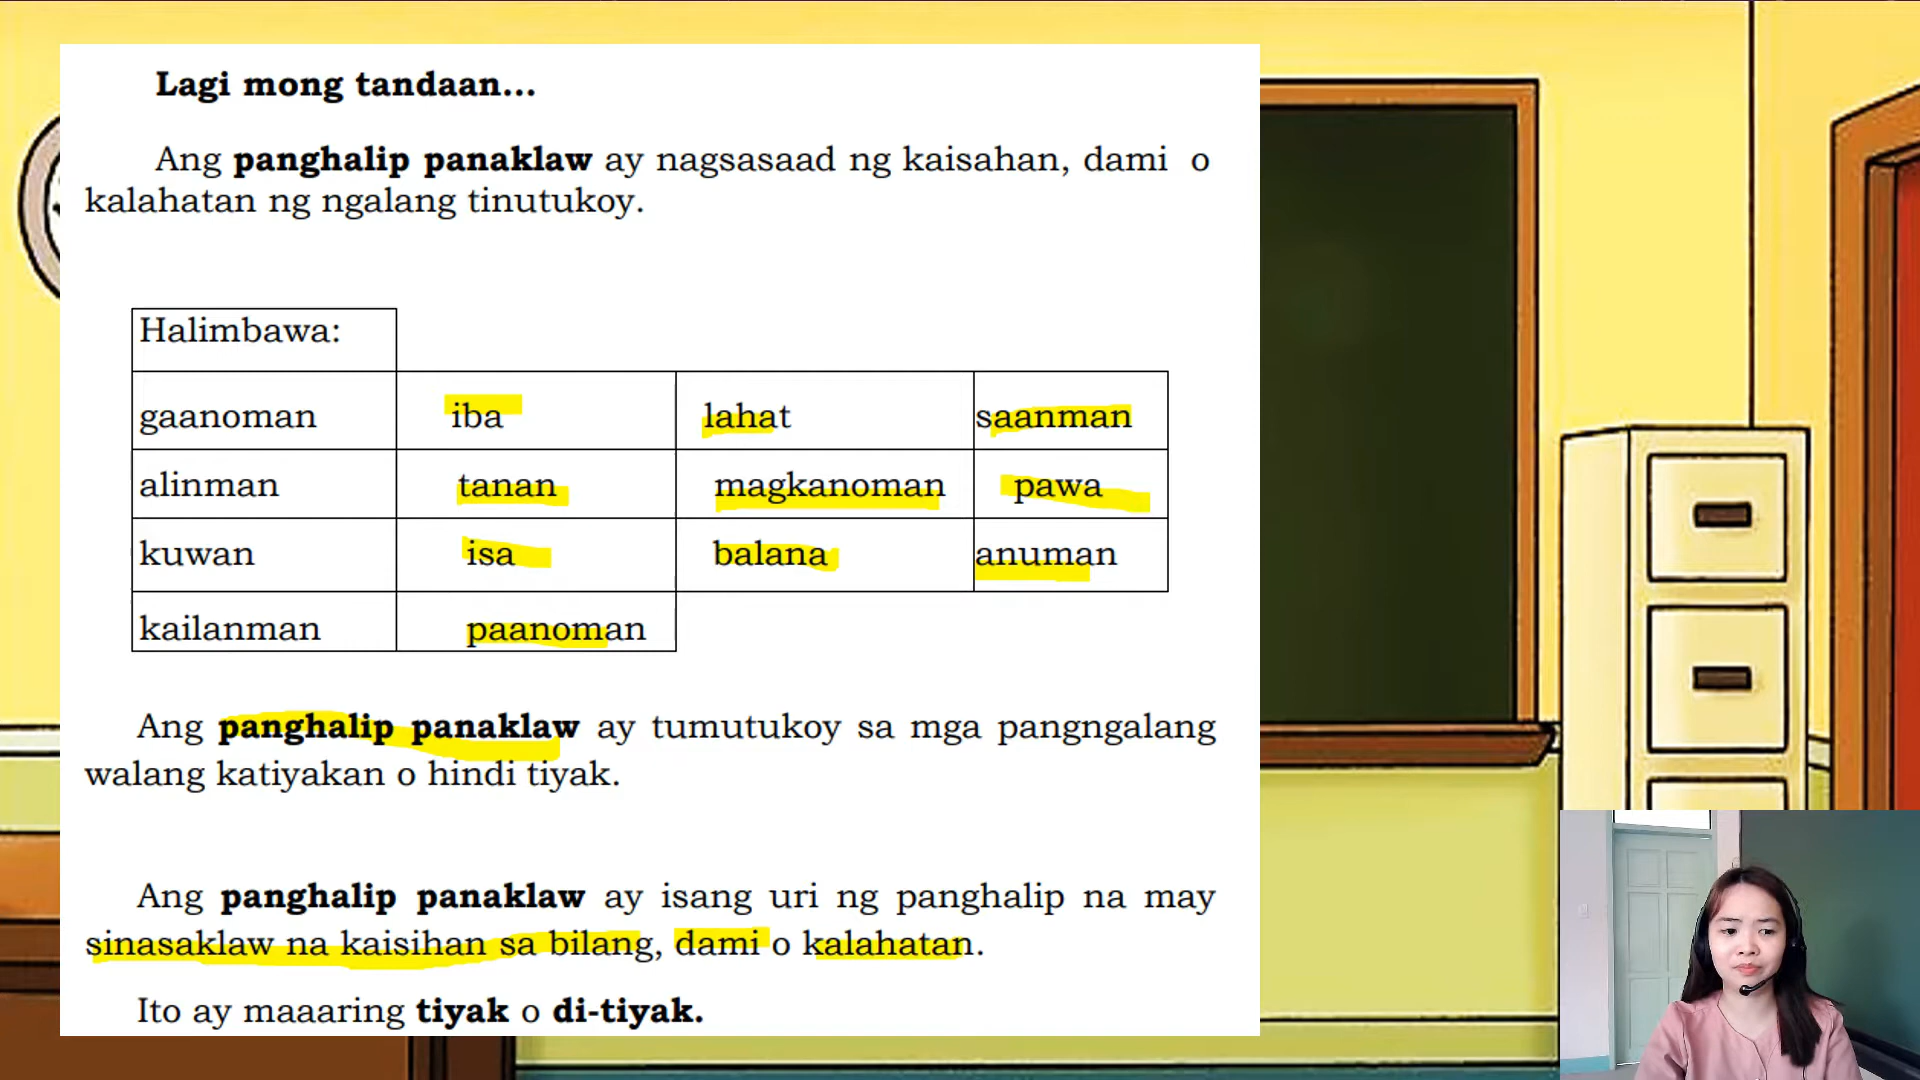 Lagi mong tandaan...
Ang panghalip panaklaw ay nagsasaad ng kaisahan, dami o
kalahatan ng ngalang tinutukoy.
Halimbawa:
gaanoman iba lahat saanman
alinman tanan magkanoman pawa
kuwan isa balana anuman
kailanman paanoman
Ang panghalip panaklaw ay tumutukoy sa mga pangngalang
walang katiyakan o hindi tiyak.
Ang panghalip panaklaw ay isang uri ng panghalip na may
sinasaklaw na kaisihan sa bilang, dami o kalahatan.
Ito ay maaaring tiyak o di-tiyak.